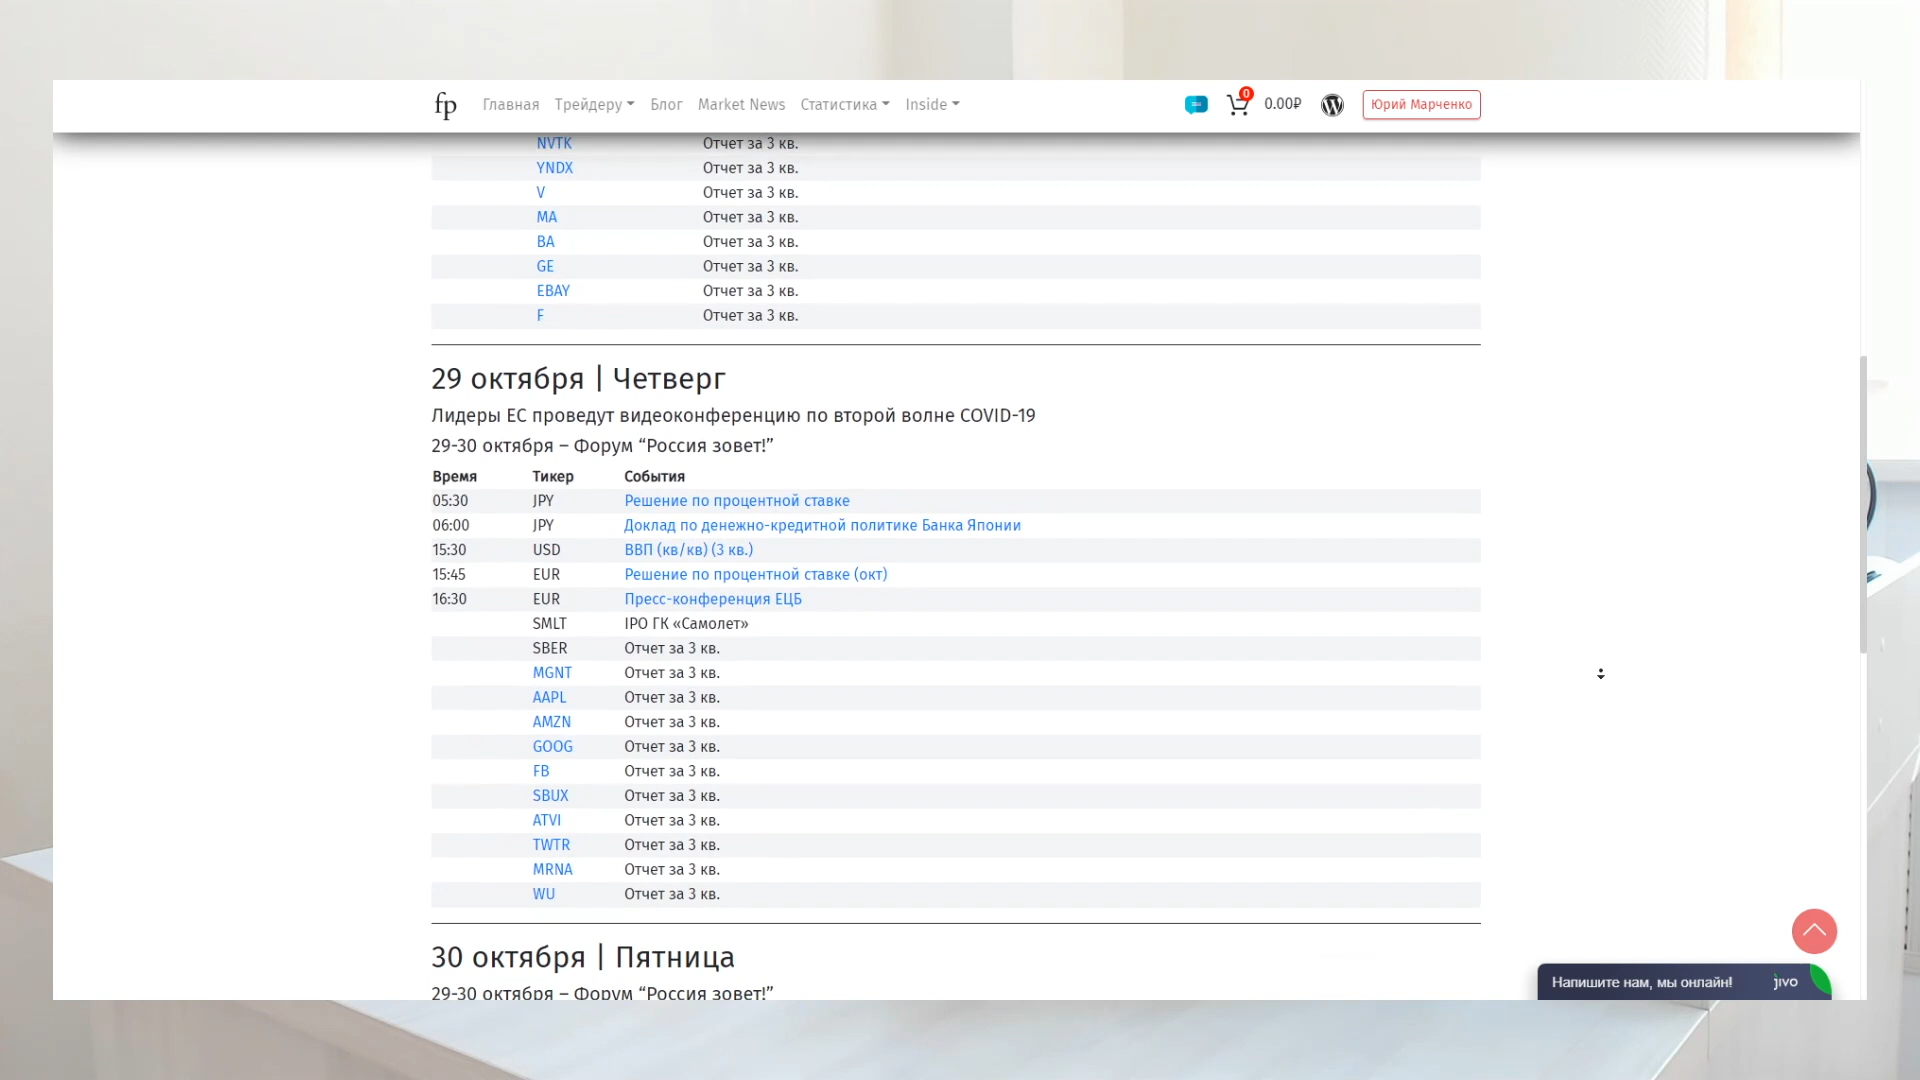 fp Главная Трейдеру Блог Market News Статистика Inside 0 0.00₽ Юрий Марченко
NVTK Отчет за 3 кв.
YNDX Отчет за 3 кв.
V Отчет за 3 кв.
MA Отчет за 3 кв.
BA Отчет за 3 кв.
GE Отчет за 3 кв.
EBAY Отчет за 3 кв.
F Отчет за 3 кв.
29 октября | Четверг
Лидеры ЕС проведут видеоконференцию по второй волне COVID-19
29-30 октября – Форум “Россия зовет!”
Время Тикер События
05:30 JPY Решение по процентной ставке
06:00 JPY Доклад по денежно-кредитной политике Банка Японии
15:30 USD ВВП (кв/кв) (3 кв.)
15:45 EUR Решение по процентной ставке (окт)
16:30 EUR Пресс-конференция ЕЦБ
SMLT IPO ГК «Самолет»
SBER Отчет за 3 кв.
MGNT Отчет за 3 кв.
AAPL Отчет за 3 кв.
AMZN Отчет за 3 кв.
GOOG Отчет за 3 кв.
FB Отчет за 3 кв.
SBUX Отчет за 3 кв.
ATVI Отчет за 3 кв.
TWTR Отчет за 3 кв.
MRNA Отчет за 3 кв.
WU Отчет за 3 кв.
30 октября | Пятница
29-30 октября – Форум “Россия зовет!”
Напишите нам, мы онлайн! jivo